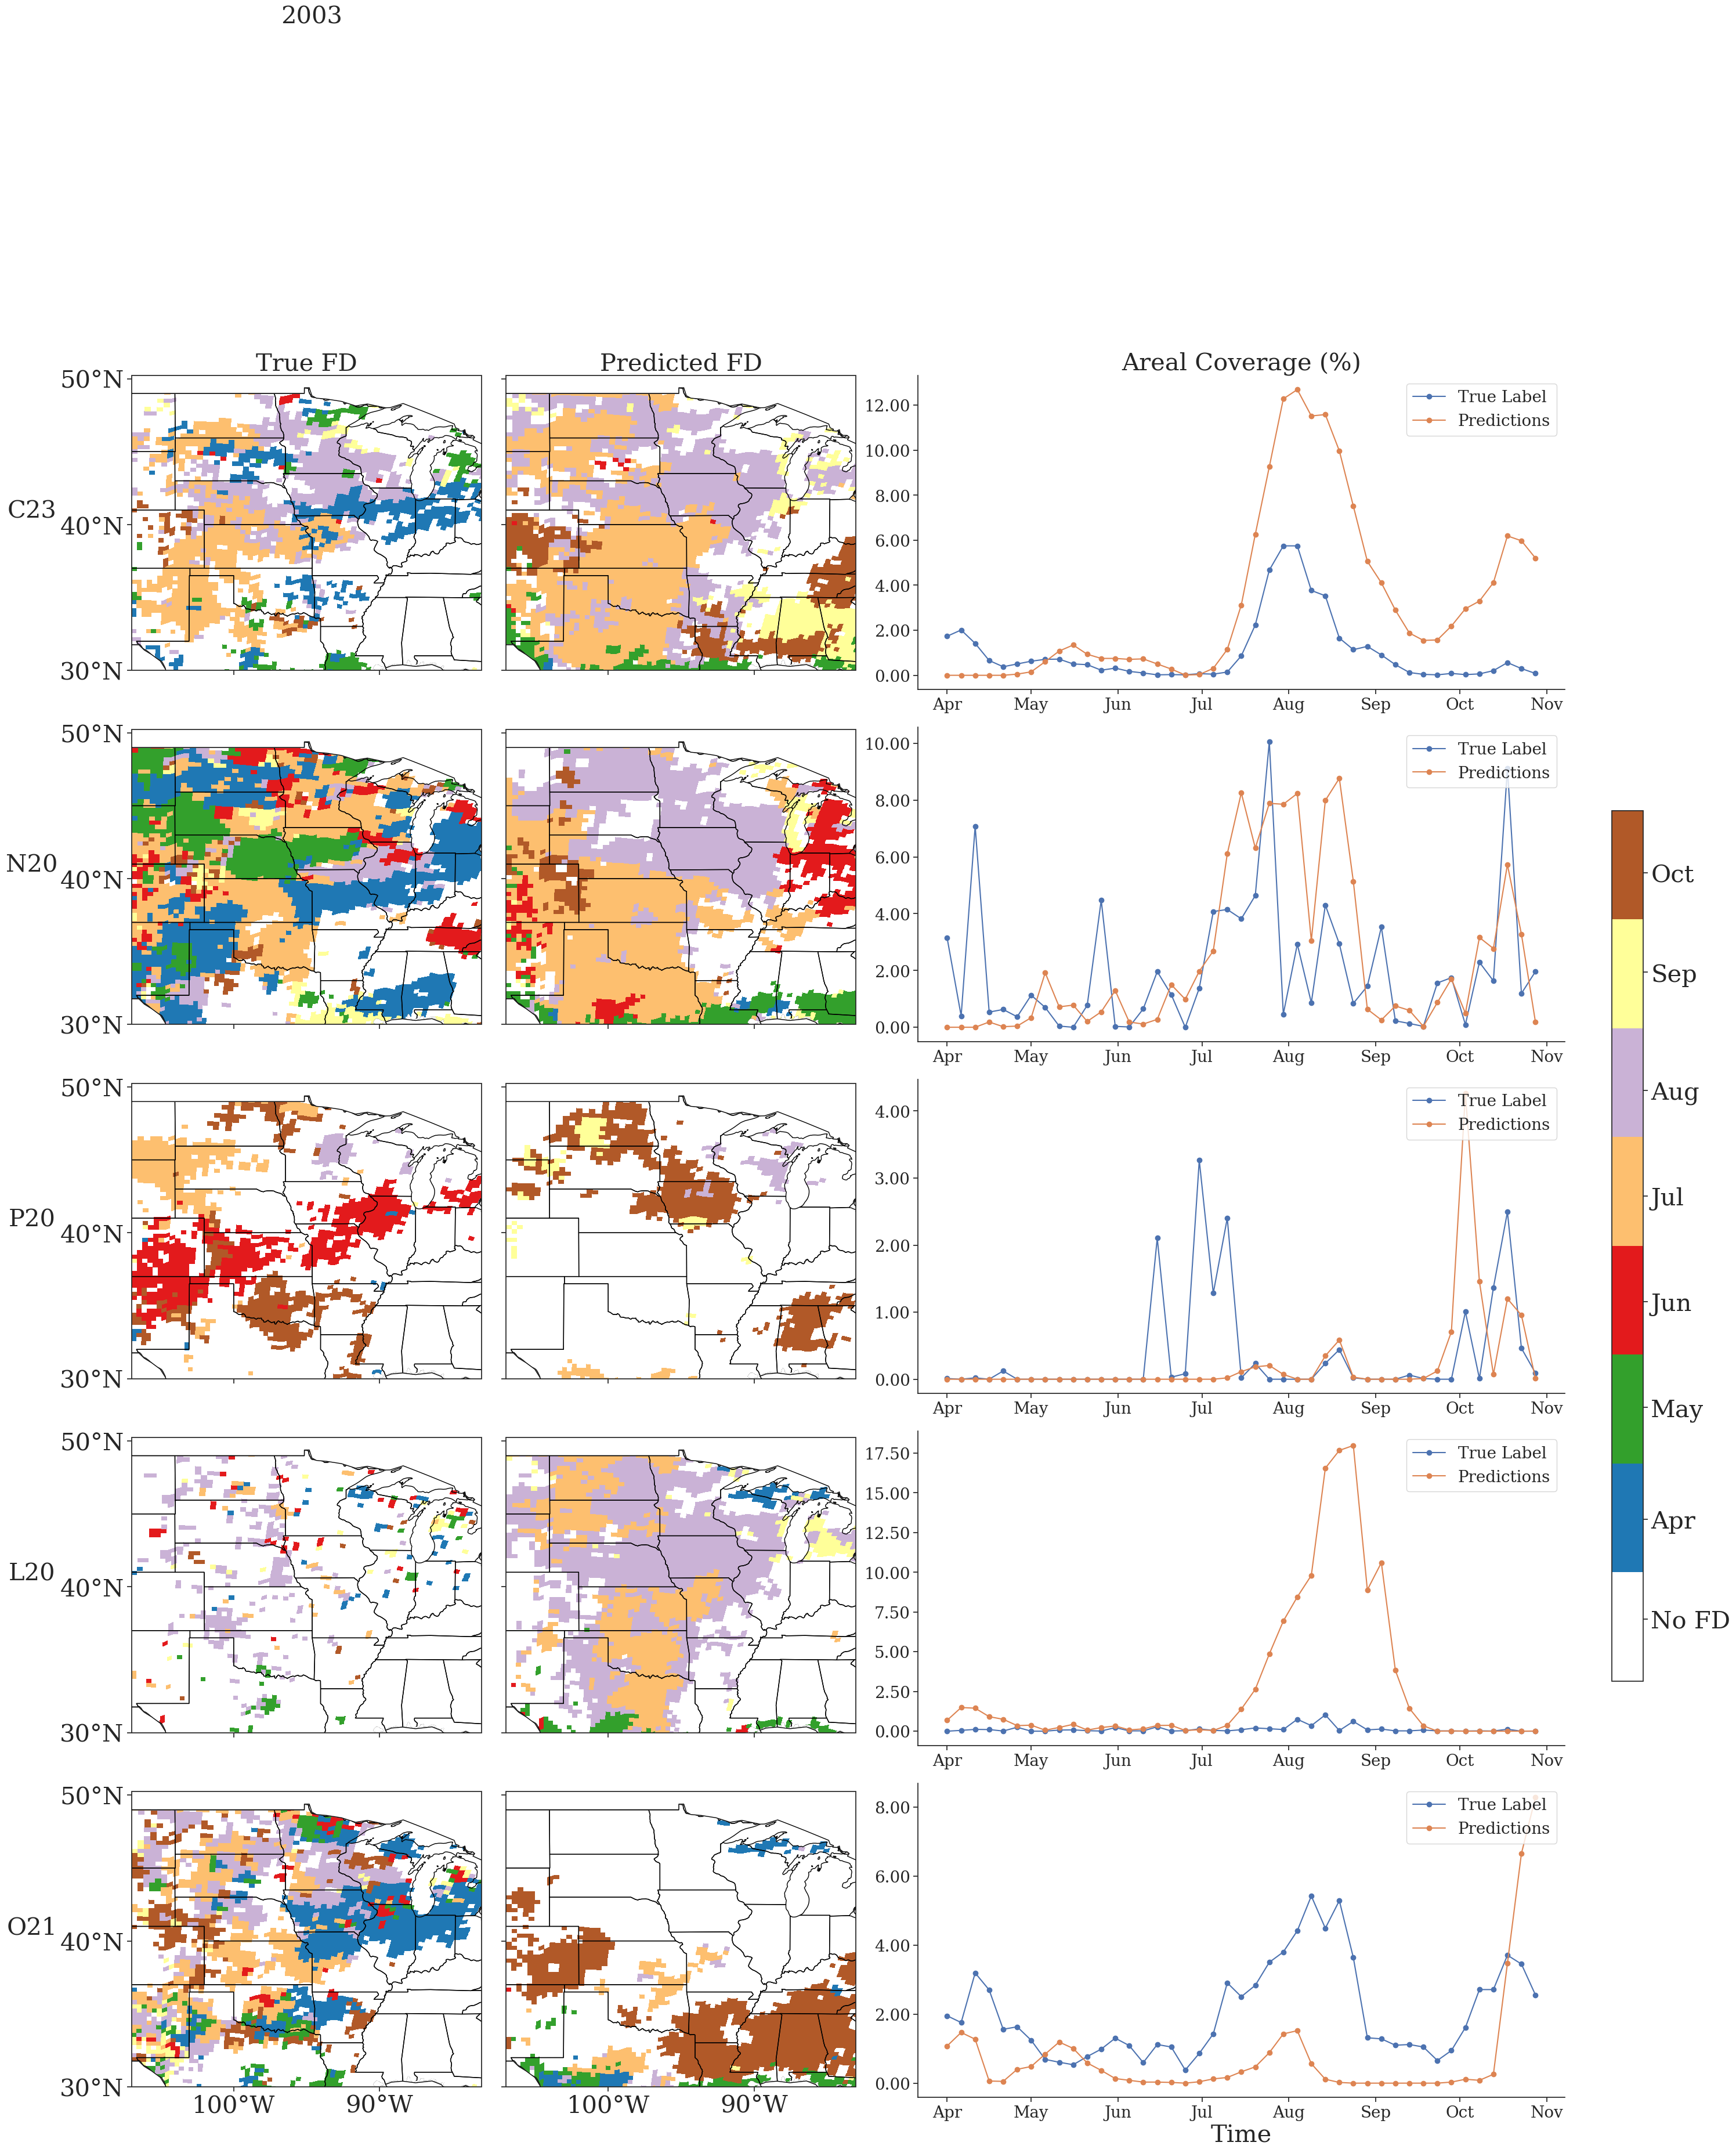 2003
True FD
Predicted FD
Areal Coverage (%)
C23
50°N
40°N
30°N
12.00
10.00
8.00
6.00
4.00
2.00
0.00
True Label
Predictions
Apr May Jun Jul Aug Sep Oct Nov
N20
50°N
40°N
30°N
10.00
8.00
6.00
4.00
2.00
0.00
True Label
Predictions
Apr May Jun Jul Aug Sep Oct Nov
P20
50°N
40°N
30°N
4.00
3.00
2.00
1.00
0.00
True Label
Predictions
Apr May Jun Jul Aug Sep Oct Nov
L20
50°N
40°N
30°N
17.50
15.00
12.50
10.00
7.50
5.00
2.50
0.00
True Label
Predictions
Apr May Jun Jul Aug Sep Oct Nov
O21
50°N
40°N
30°N
100°W 90°W
100°W 90°W
8.00
6.00
4.00
2.00
0.00
True Label
Predictions
Apr May Jun Jul Aug Sep Oct Nov
Time
Oct
Sep
Aug
Jul
Jun
May
Apr
No FD